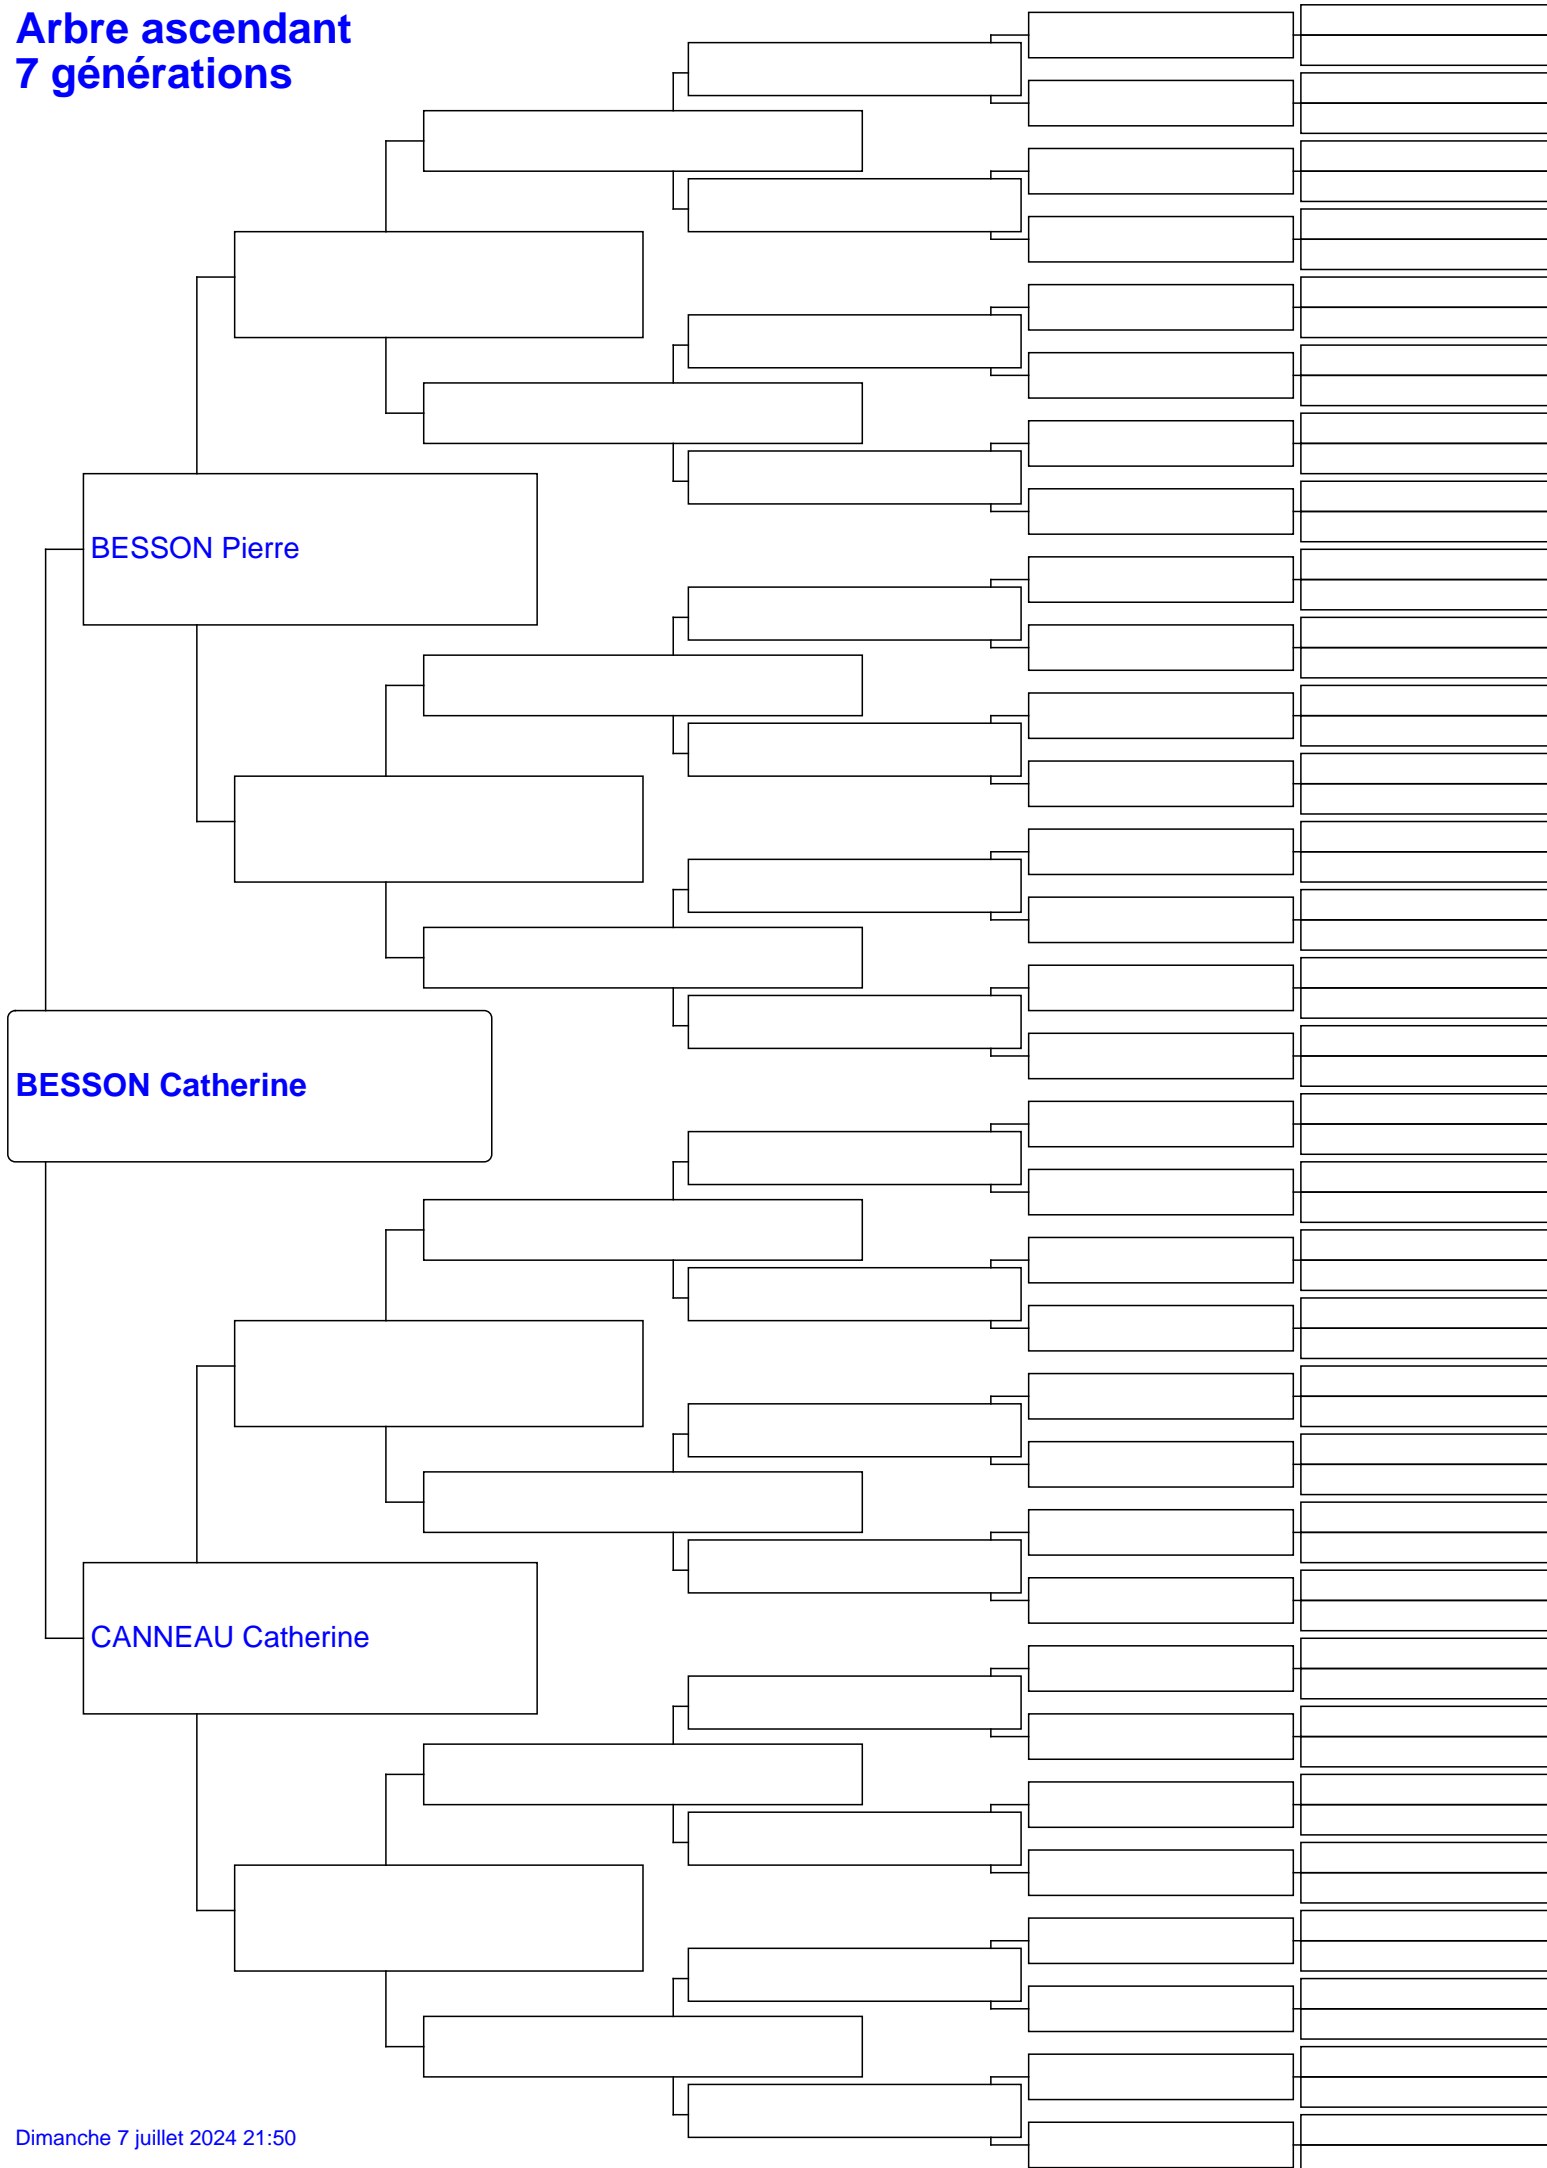 Arbre ascendant
7 générations
BESSON Pierre
BESSON Catherine
CANNEAU Catherine
Dimanche 7 juillet 2024 21:50